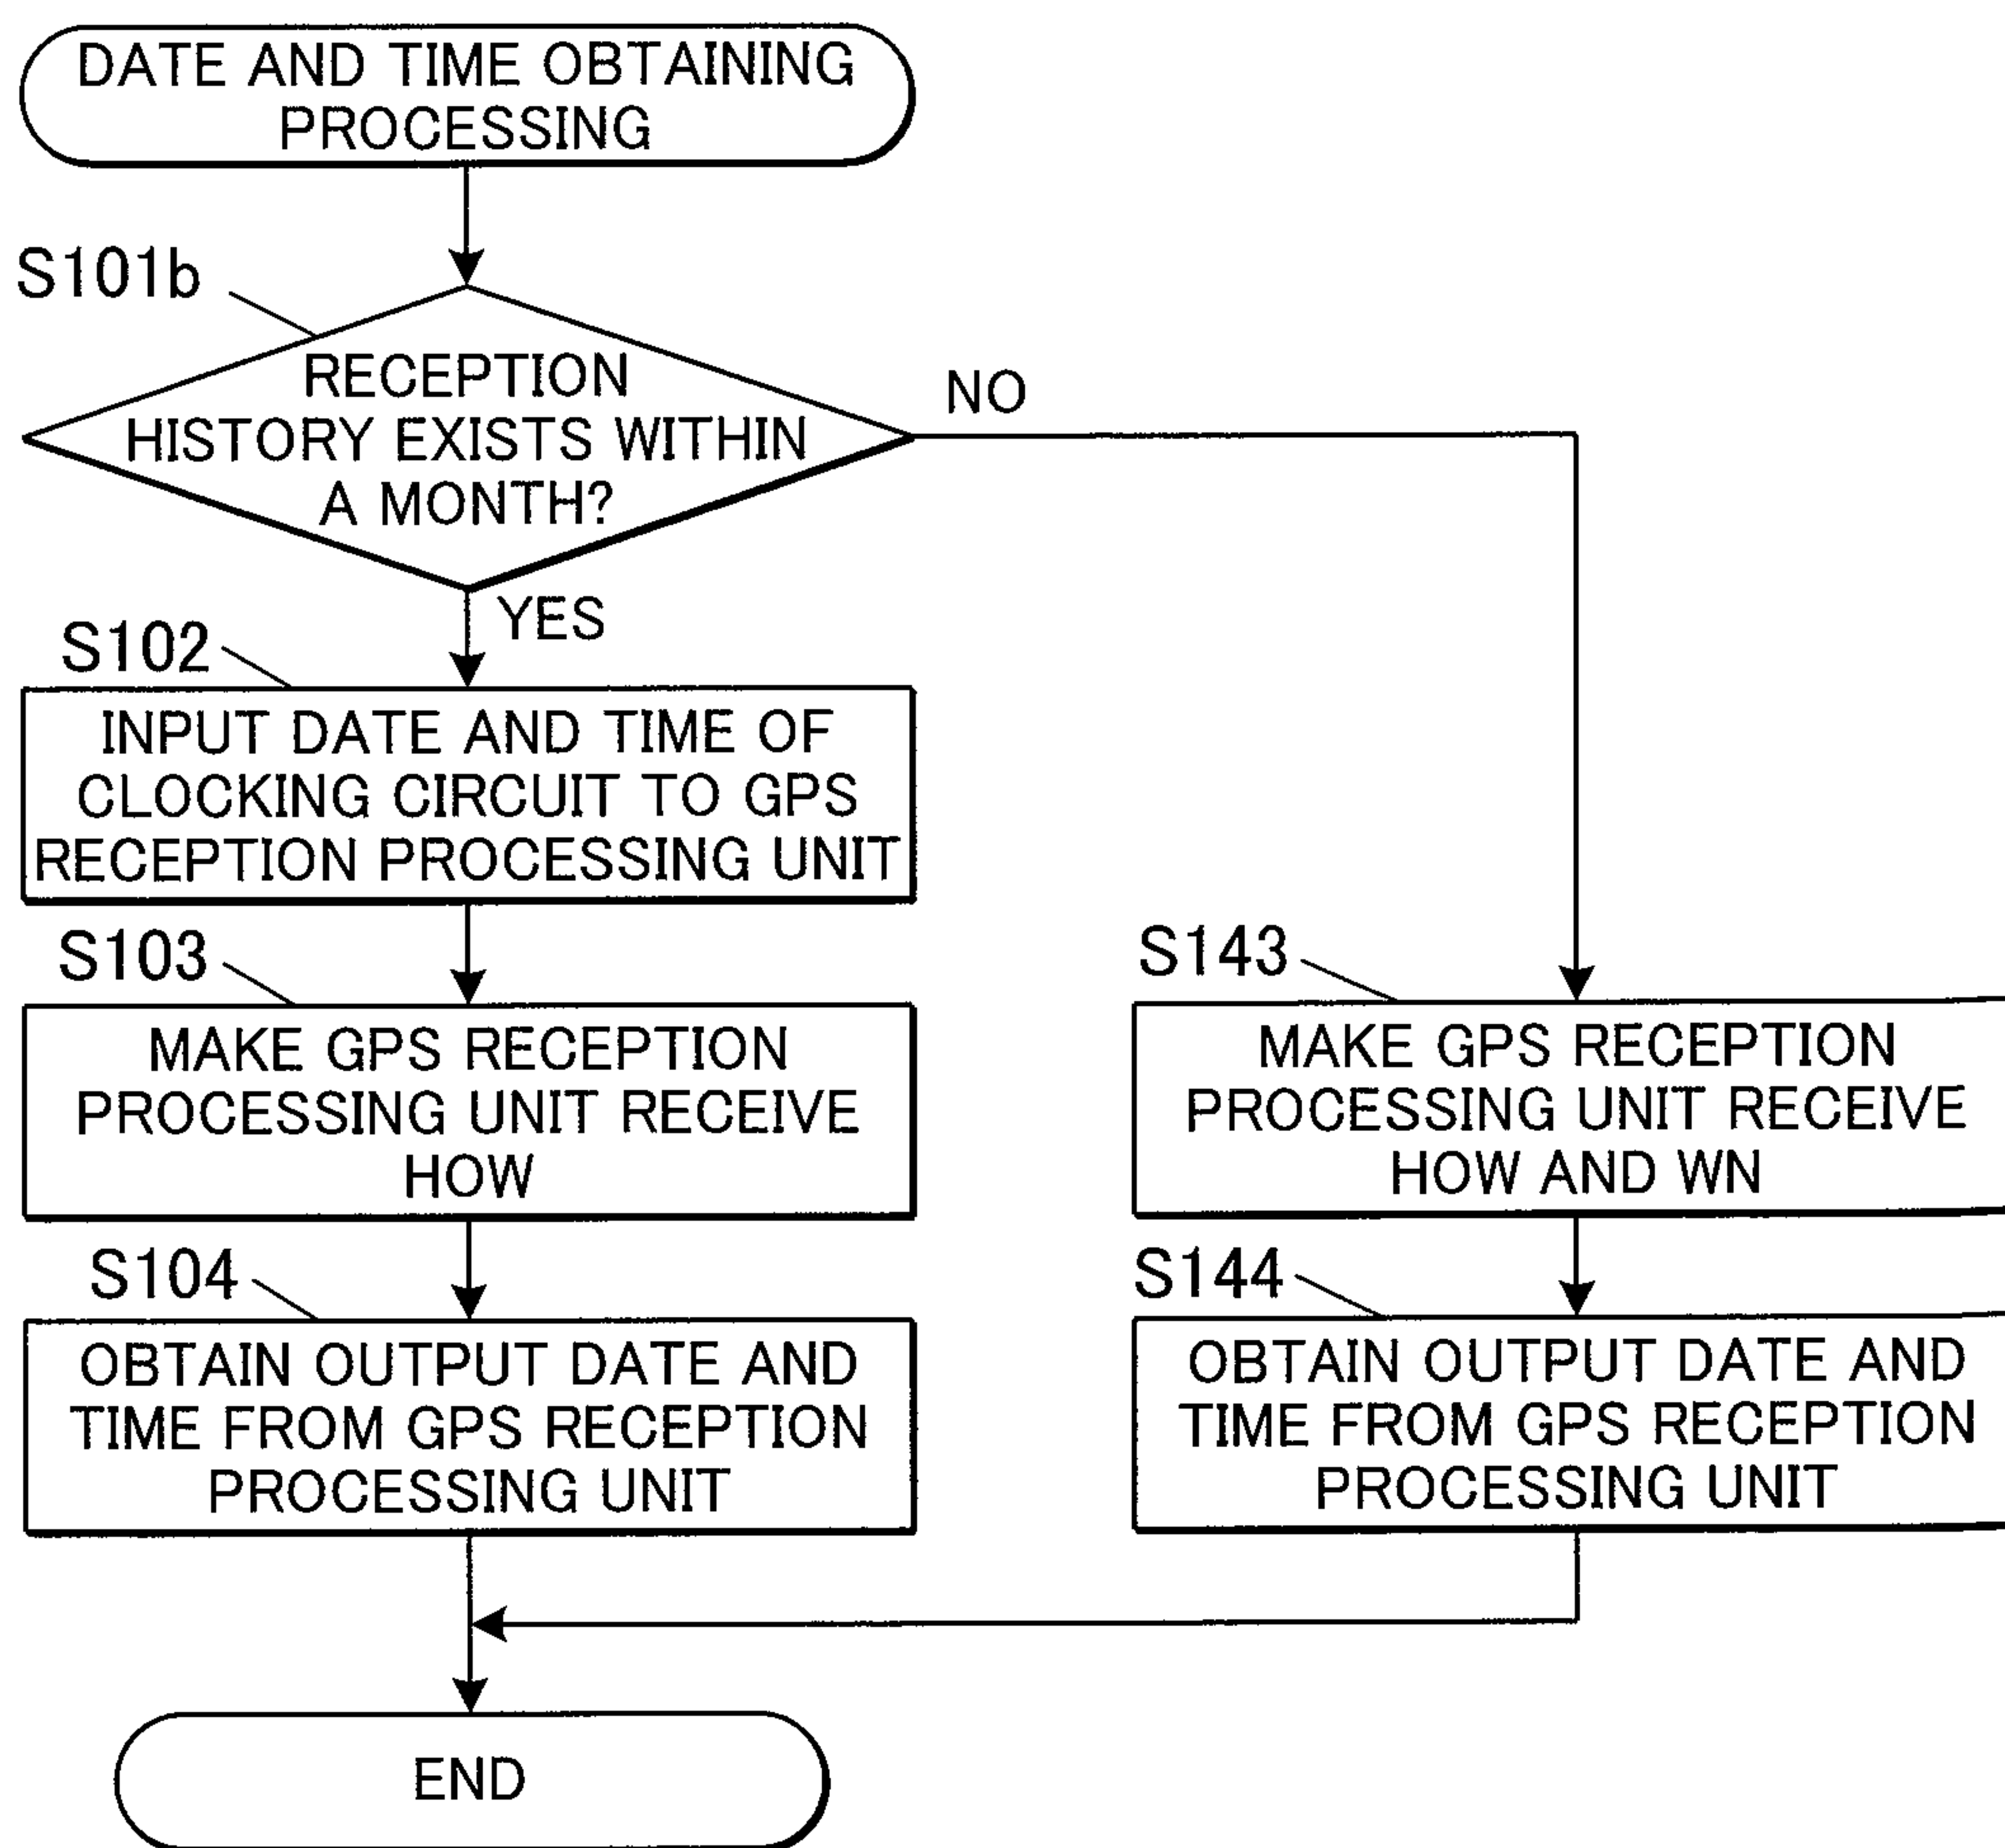 DATE AND TIME OBTAINING
PROCESSING
S101b
RECEPTION
HISTORY EXISTS WITHIN
A MONTH?
NO
YES
S102
INPUT DATE AND TIME OF
CLOCKING CIRCUIT TO GPS
RECEPTION PROCESSING UNIT
S103
MAKE GPS RECEPTION
PROCESSING UNIT RECEIVE
HOW
S104
OBTAIN OUTPUT DATE AND
TIME FROM GPS RECEPTION
PROCESSING UNIT
S143
MAKE GPS RECEPTION
PROCESSING UNIT RECEIVE
HOW AND WN
S144
OBTAIN OUTPUT DATE AND
TIME FROM GPS RECEPTION
PROCESSING UNIT
END